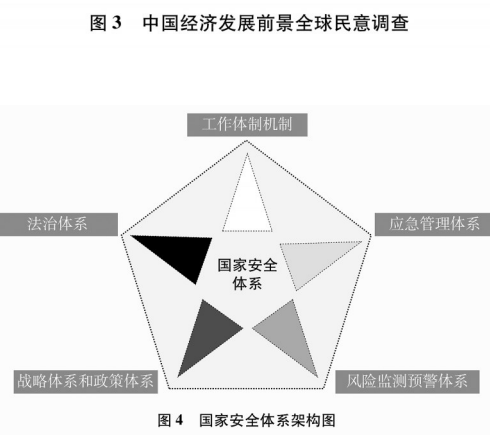 图 3 中国经济发展前景全球民意调查
工作体制机制
法治体系
应急管理体系
国家安全
体系
战略体系和政策体系
风险监测预警体系
图 4 国家安全体系架构图